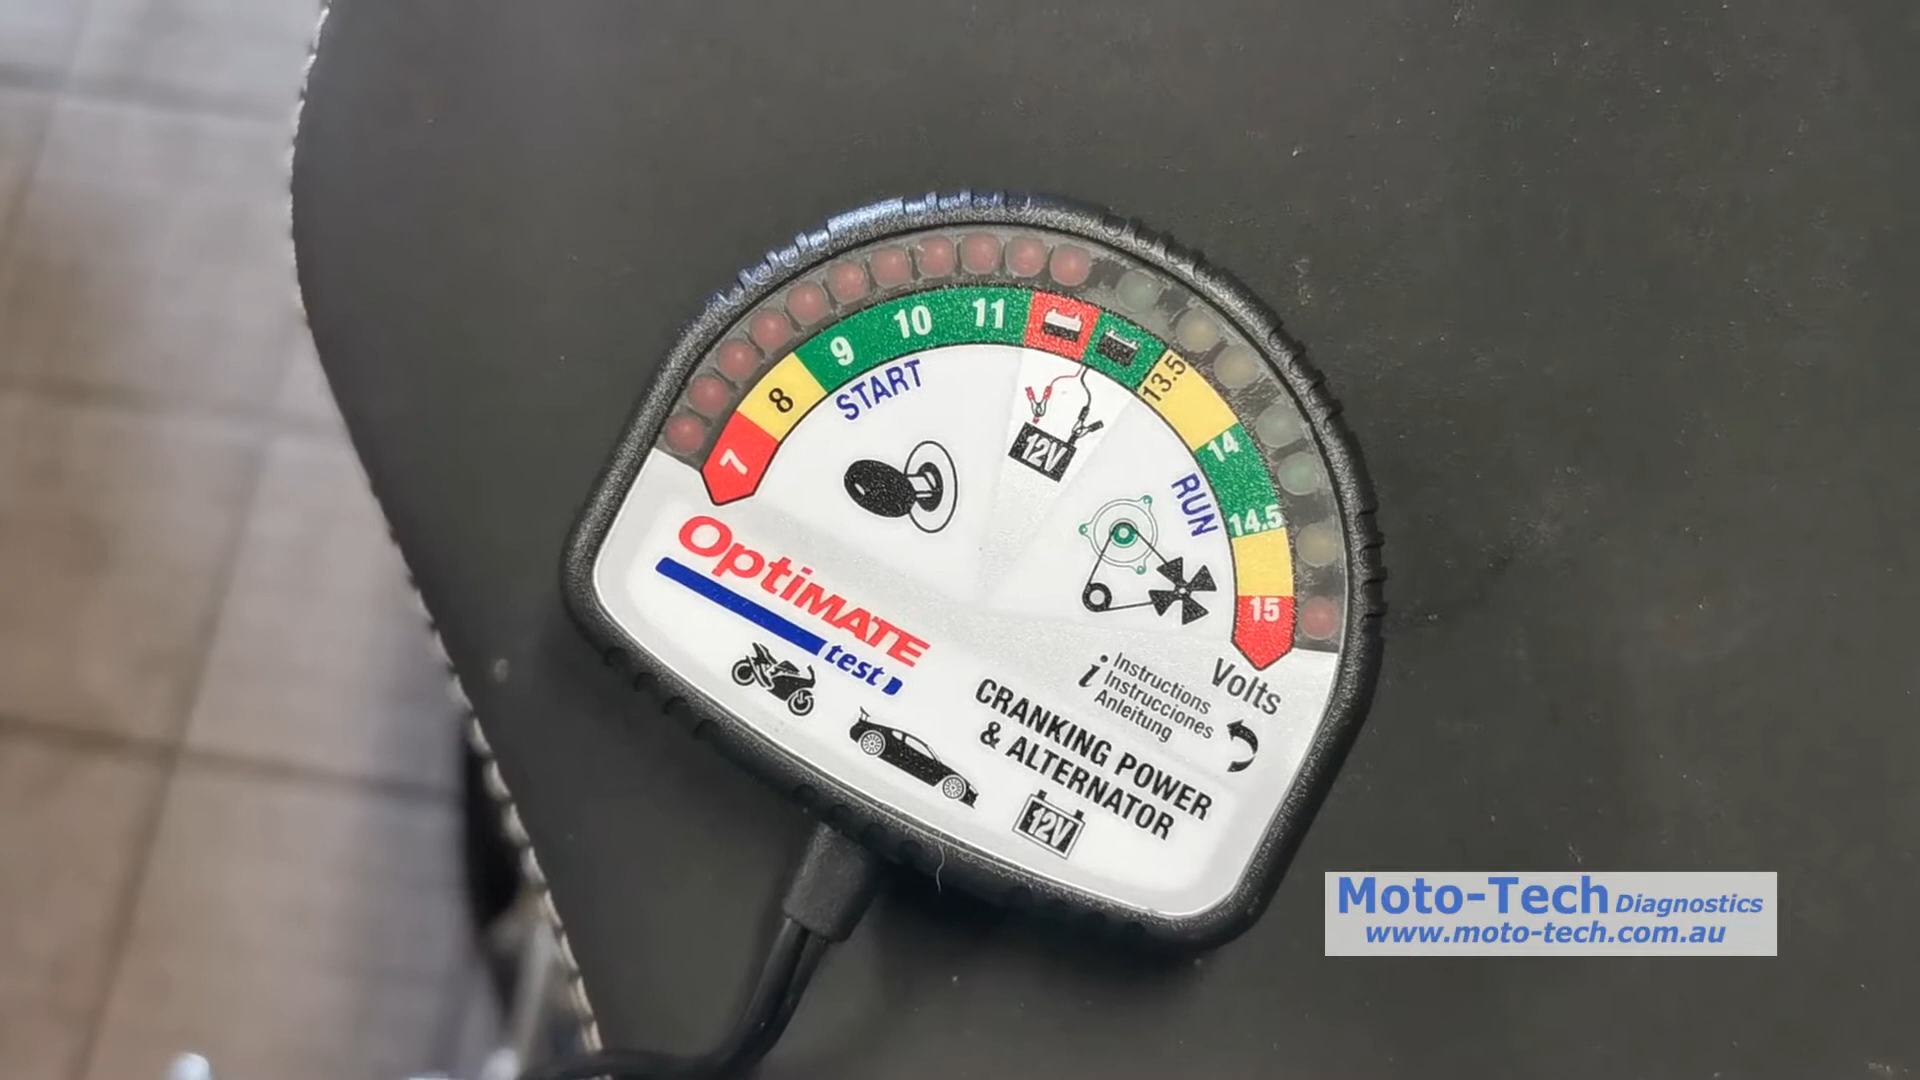 7
8
9
10
11
13.5
14
14.5
15
START
12V
RUN
Volts
OptiMATE
test
i Instructions
Instrucciones
Anleitung
CRANKING POWER
& ALTERNATOR
12V
Moto-Tech Diagnostics
www.moto-tech.com.au